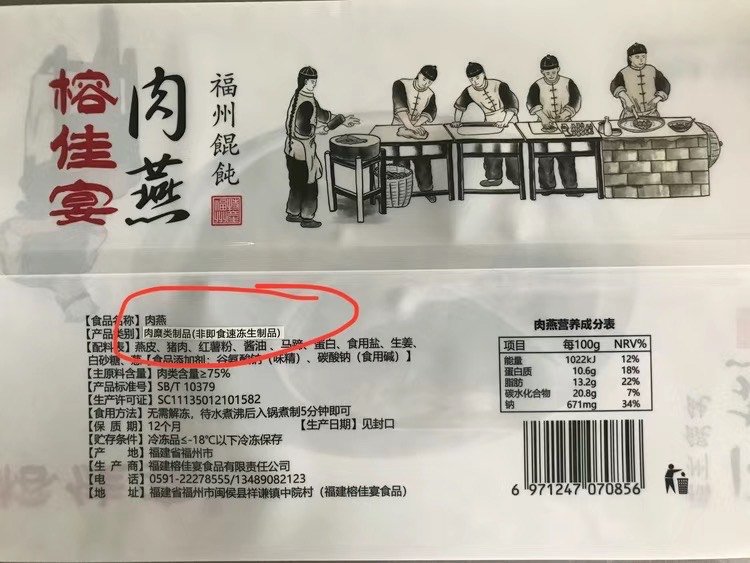 榕佳宴
肉燕
福州餛飩
【食品名称】肉燕
【产品类别】肉糜类制品(非即食速冻生制品)
【配料表】燕皮、猪肉、红薯粉、酱油、马蹄、蛋白、食用盐、生姜、
白砂糖、葱【食品添加剂：谷氨酸钠（味精）、碳酸钠（食用碱）】
【主原料含量】肉类含量≥75%
【产品标准号】SB/T 10379
【生产许可证】SC11135012101582
【食用方法】无需解冻，待水煮沸后入锅煮制5分钟即可
【保 质 期】12个月 【生产日期】见封口
【贮存条件】冷冻品≤-18℃以下冷冻保存
【产 地】福建省福州市
【生 产 商】福建榕佳宴食品有限责任公司
【电 话】0591-22278555/13489082123
【地 址】福建省福州市闽侯县祥谦镇中院村（福建榕佳宴食品）
肉燕营养成分表
项目 每100g NRV%
能量 1022kJ 12%
蛋白质 10.6g 18%
脂肪 13.2g 22%
碳水化合物 20.8g 7%
钠 671mg 34%
6 971247 070856